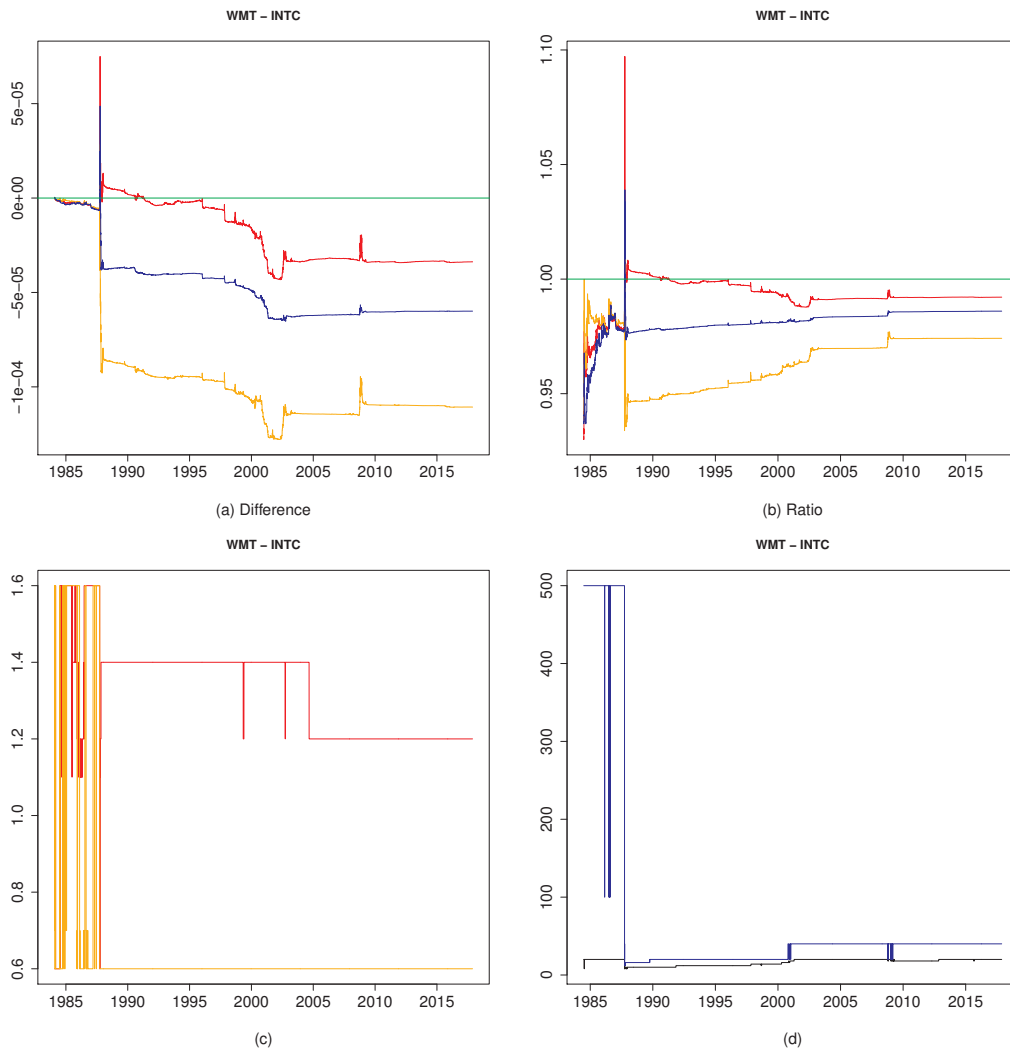 WMT − INTC
5e−05
0e+00
−5e−05
−1e−04
1985 1990 1995 2000 2005 2010 2015
(a) Difference
WMT − INTC
1.10
1.05
1.00
0.95
1985 1990 1995 2000 2005 2010 2015
(b) Ratio
WMT − INTC
1.6
1.4
1.2
1.0
0.8
0.6
1985 1990 1995 2000 2005 2010 2015
(c)
WMT − INTC
500
400
300
200
100
0
1985 1990 1995 2000 2005 2010 2015
(d)